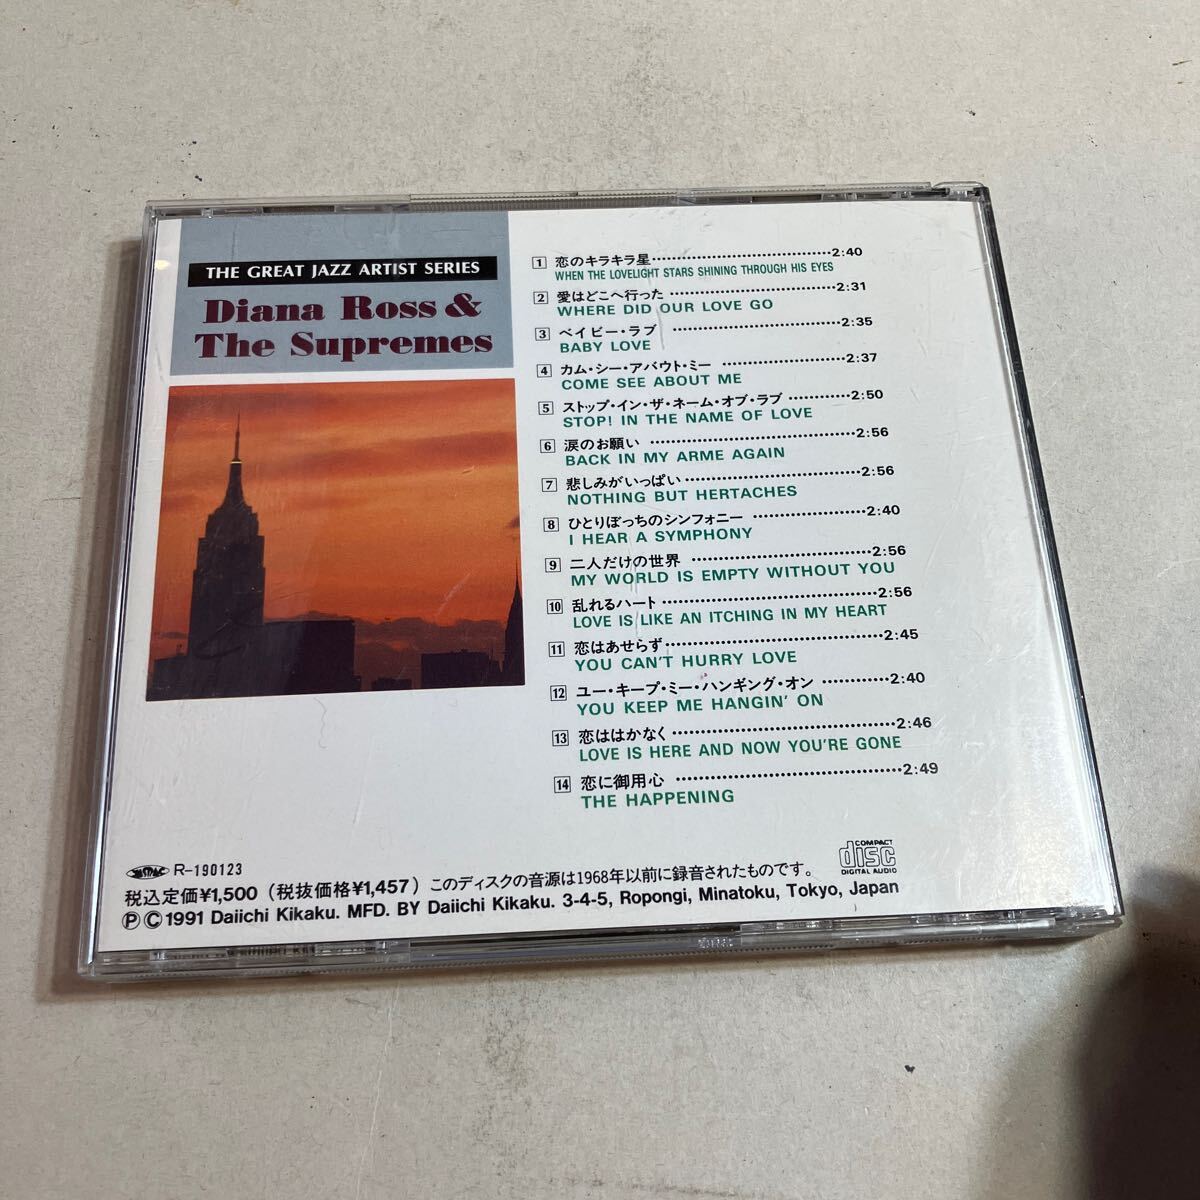 THE GREAT JAZZ ARTIST SERIES
Diana Ross &
The Supremes
1 恋のキラキラ星 2:40
WHEN THE LOVELIGHT STARS SHINING THROUGH HIS EYES
2 愛はどこへ行った 2:31
WHERE DID OUR LOVE GO
3 ベイビー・ラブ 2:35
BABY LOVE
4 カム・シー・アバウト・ミー 2:37
COME SEE ABOUT ME
5 ストップ・イン・ザ・ネーム・オブ・ラブ 2:50
STOP! IN THE NAME OF LOVE
6 涙のお願い 2:56
BACK IN MY ARME AGAIN
7 悲しみがいっぱい 2:56
NOTHING BUT HERTACHES
8 ひとりぼっちのシンフォニー 2:40
I HEAR A SYMPHONY
9 二人だけの世界 2:56
MY WORLD IS EMPTY WITHOUT YOU
10 乱れるハート 2:56
LOVE IS LIKE AN ITCHING IN MY HEART
11 恋はあせらず 2:45
YOU CAN'T HURRY LOVE
12 ユー・キープ・ミー・ハンギング・オン 2:40
YOU KEEP ME HANGIN' ON
13 恋ははかなく 2:46
LOVE IS HERE AND NOW YOU'RE GONE
14 恋に御用心 2:49
THE HAPPENING
R-190123
税込定価¥1,500(税抜価格¥1,457)このディスクの音源は1968年以前に録音されたものです。
COMPACT disc DIGITAL AUDIO
Ⓟ©1991 Daiichi Kikaku. MFD. BY Daiichi Kikaku. 3-4-5, Ropongi, Minatoku, Tokyo, Japan